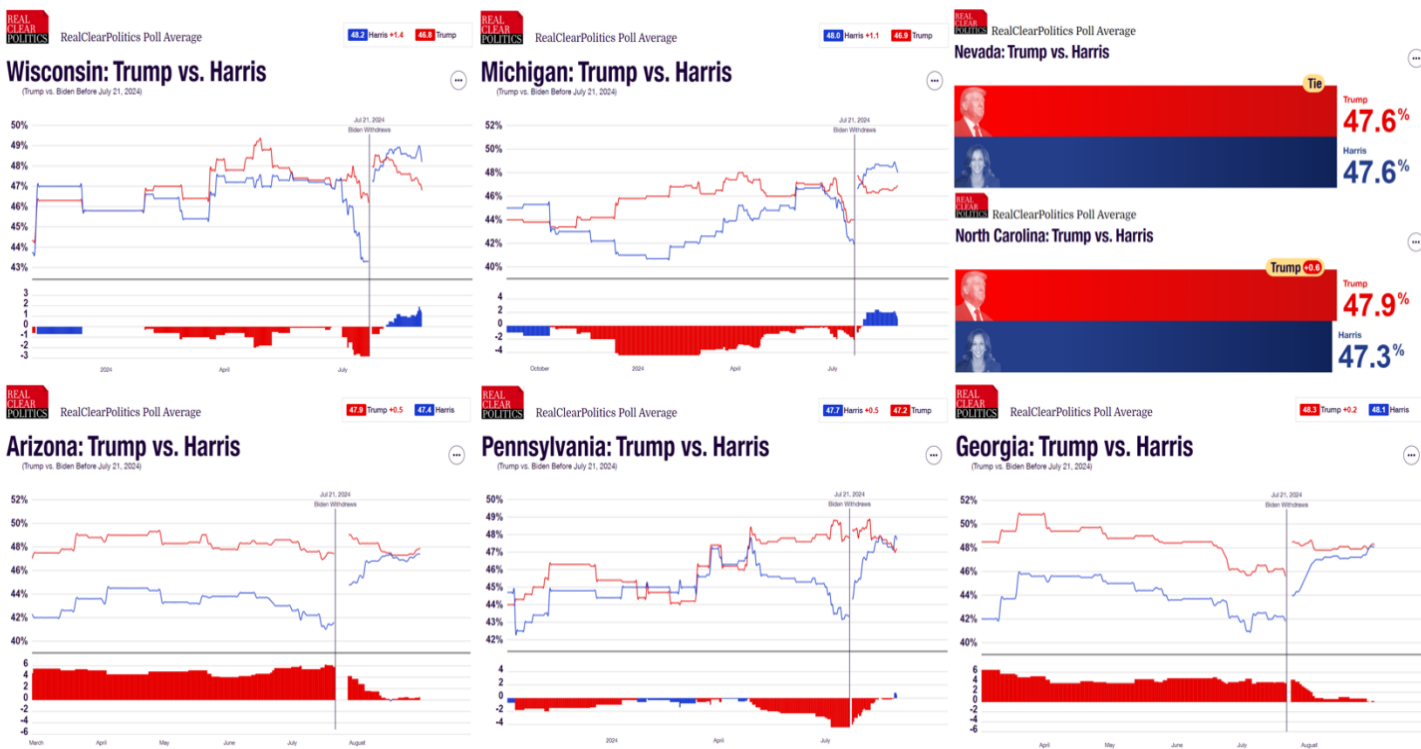 REAL
CLEAR
POLITICS
RealClearPolitics Poll Average
48.2 Harris +1.4 46.8 Trump
Wisconsin: Trump vs. Harris
(Trump vs. Biden Before July 21, 2024)
Jul 21, 2024
Biden Withdrews
50%
49%
48%
47%
46%
45%
44%
43%
3
2
1
0
-1
-2
-3
2024
April
July
REAL
CLEAR
POLITICS
RealClearPolitics Poll Average
48.0 Harris +1.1 46.9 Trump
Michigan: Trump vs. Harris
(Trump vs. Biden Before July 21, 2024)
Jul 21, 2024
Biden Withdrews
52%
50%
48%
46%
44%
42%
40%
4
2
0
-2
-4
October
2024
April
July
REAL
CLEAR
POLITICS
RealClearPolitics Poll Average
Nevada: Trump vs. Harris
Tie
Trump
47.6%
Harris
47.6%
REAL
CLEAR
POLITICS
RealClearPolitics Poll Average
North Carolina: Trump vs. Harris
Trump +0.6
Trump
47.9%
Harris
47.3%
REAL
CLEAR
POLITICS
RealClearPolitics Poll Average
47.9 Trump +0.5 47.4 Harris
Arizona: Trump vs. Harris
(Trump vs. Biden Before July 21, 2024)
Jul 21, 2024
Biden Withdrews
52%
50%
48%
46%
44%
42%
40%
6
4
2
0
-2
-4
-6
March
April
May
June
July
August
REAL
CLEAR
POLITICS
RealClearPolitics Poll Average
47.7 Harris +0.5 47.2 Trump
Pennsylvania: Trump vs. Harris
(Trump vs. Biden Before July 21, 2024)
Jul 21, 2024
Biden Withdrews
50%
49%
48%
47%
46%
45%
44%
43%
42%
4
2
0
-2
-4
2024
April
July
REAL
CLEAR
POLITICS
RealClearPolitics Poll Average
48.3 Trump +0.2 48.1 Harris
Georgia: Trump vs. Harris
(Trump vs. Biden Before July 21, 2024)
Jul 21, 2024
Biden Withdrews
52%
50%
48%
46%
44%
42%
40%
6
4
2
0
-2
-4
-6
April
May
June
July
August